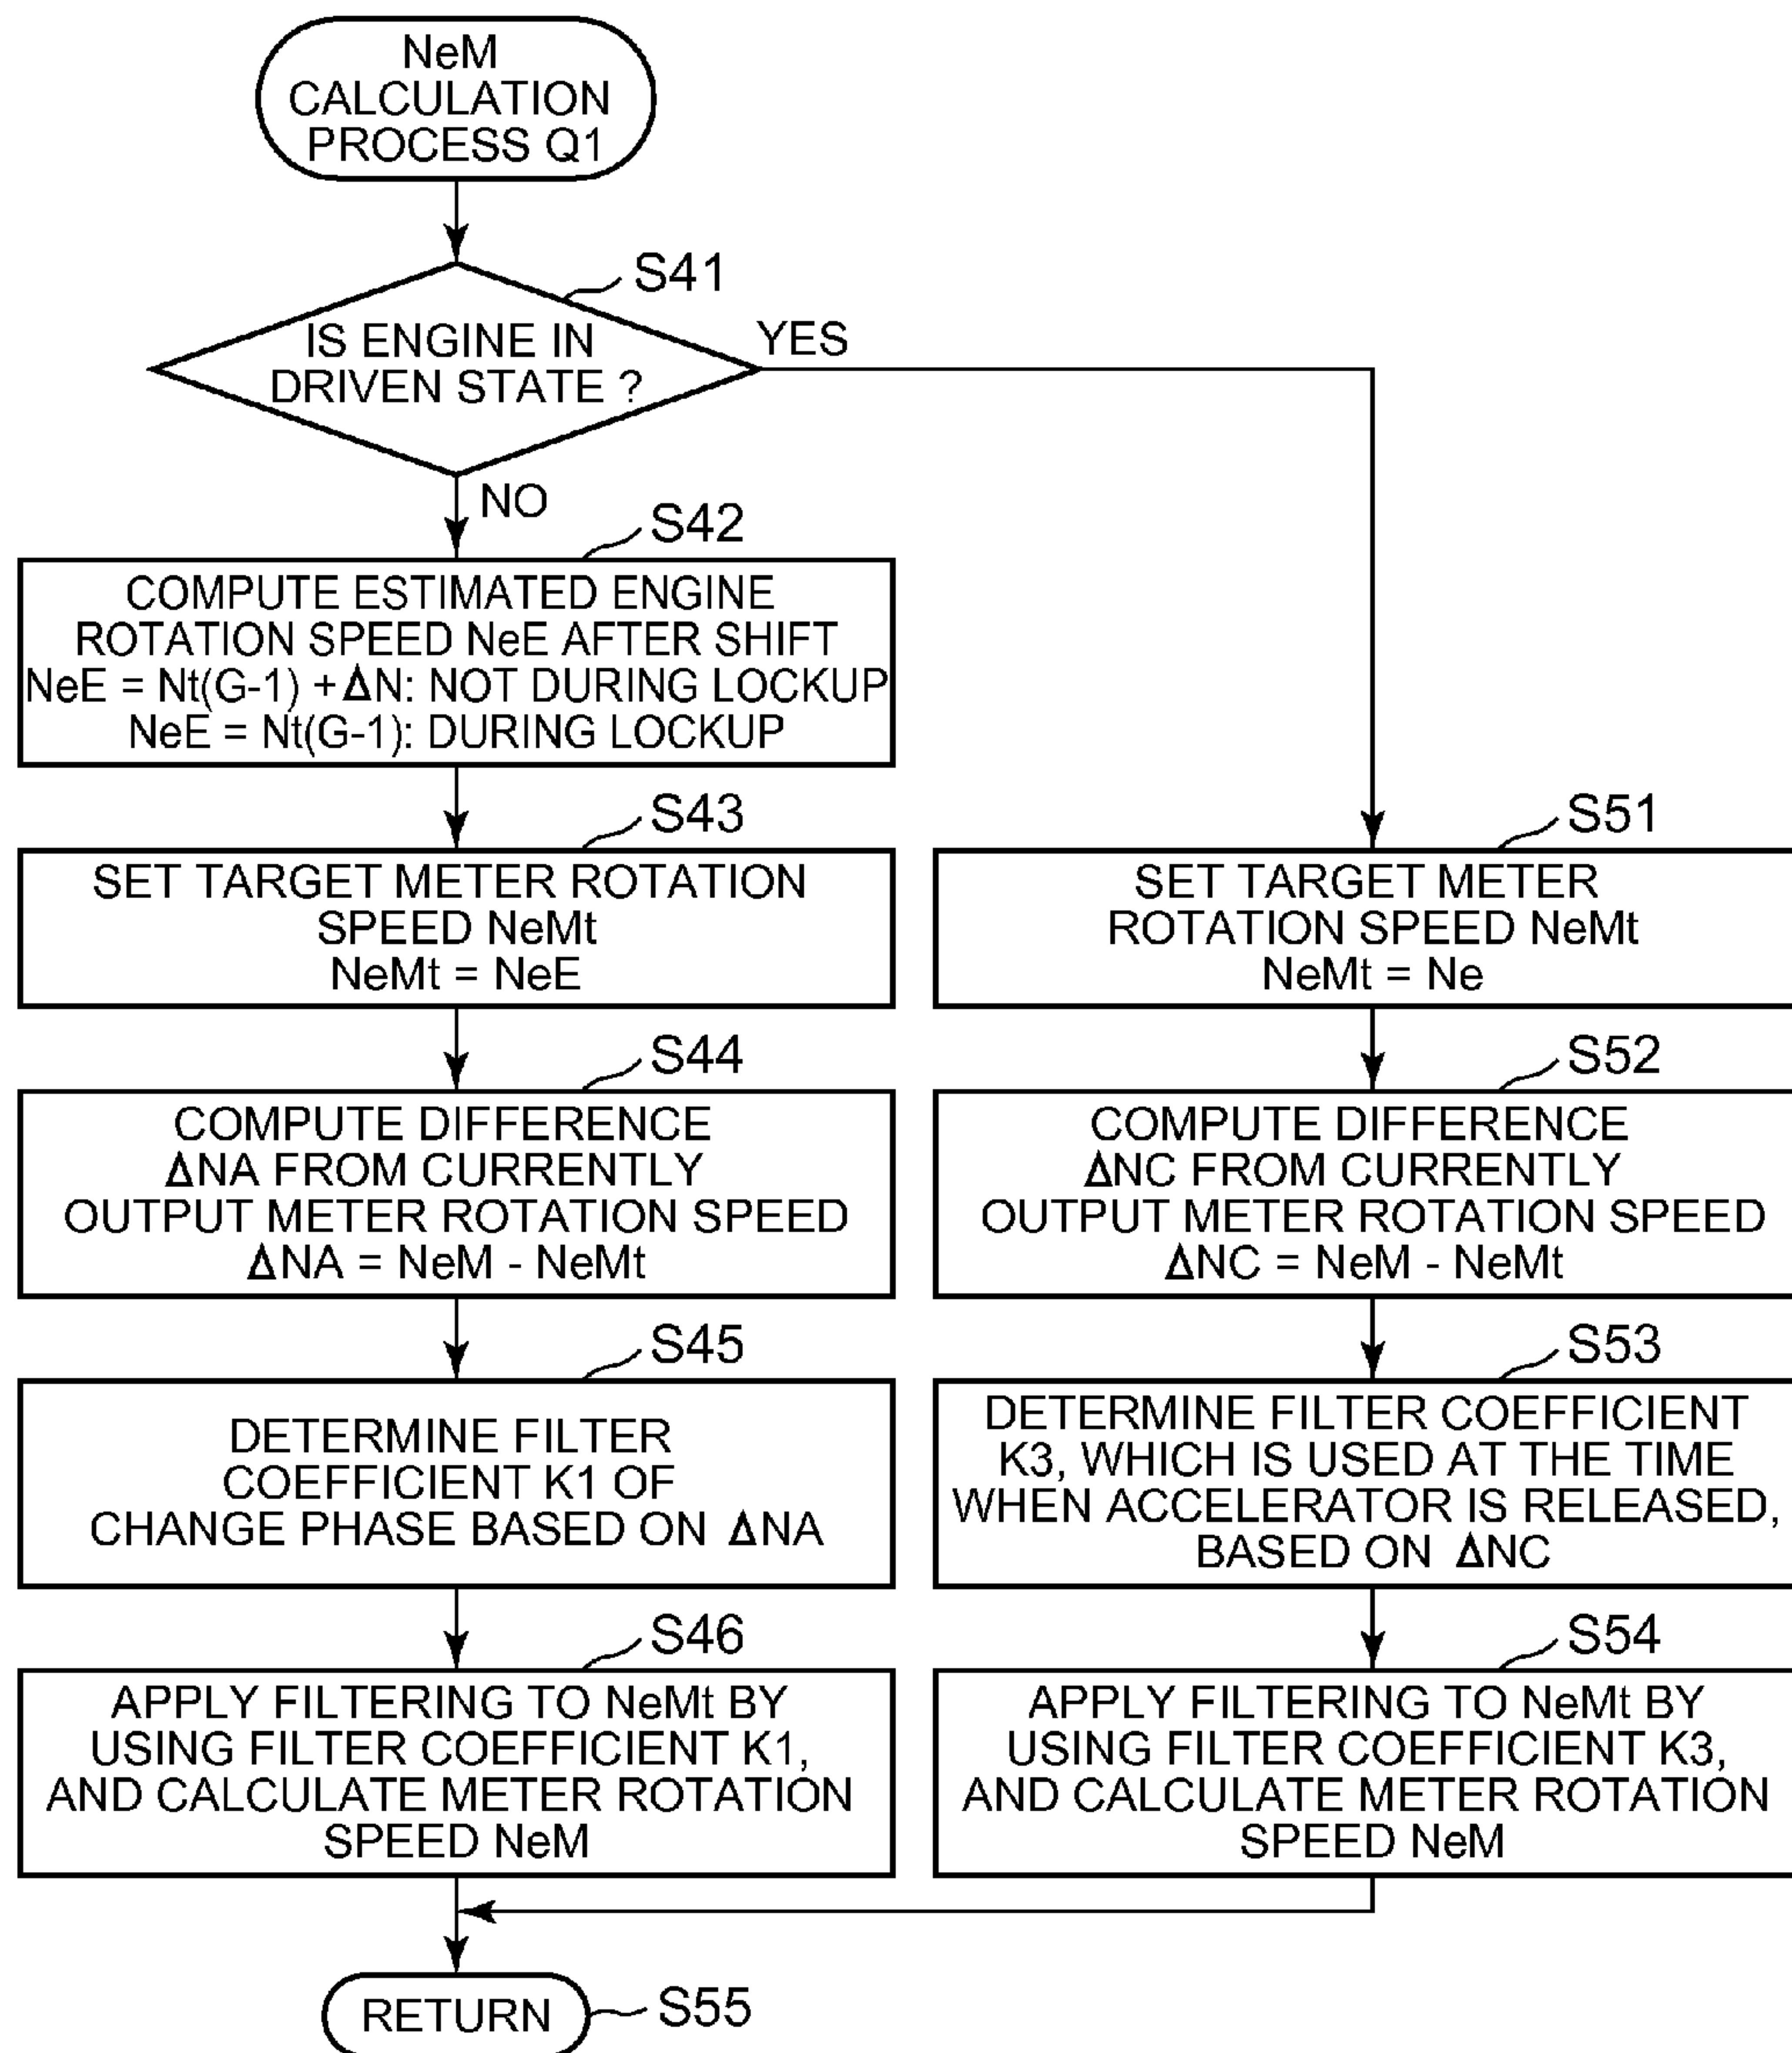 NeM
CALCULATION
PROCESS Q1
S41
IS ENGINE IN
DRIVEN STATE ?
YES
NO
S42
COMPUTE ESTIMATED ENGINE
ROTATION SPEED NeE AFTER SHIFT
NeE = Nt(G-1) +ΔN: NOT DURING LOCKUP
NeE = Nt(G-1): DURING LOCKUP
S43
SET TARGET METER ROTATION
SPEED NeMt
NeMt = NeE
S44
COMPUTE DIFFERENCE
ΔNA FROM CURRENTLY
OUTPUT METER ROTATION SPEED
ΔNA = NeM - NeMt
S45
DETERMINE FILTER
COEFFICIENT K1 OF
CHANGE PHASE BASED ON ΔNA
S46
APPLY FILTERING TO NeMt BY
USING FILTER COEFFICIENT K1,
AND CALCULATE METER ROTATION
SPEED NeM
S51
SET TARGET METER
ROTATION SPEED NeMt
NeMt = Ne
S52
COMPUTE DIFFERENCE
ΔNC FROM CURRENTLY
OUTPUT METER ROTATION SPEED
ΔNC = NeM - NeMt
S53
DETERMINE FILTER COEFFICIENT
K3, WHICH IS USED AT THE TIME
WHEN ACCELERATOR IS RELEASED,
BASED ON ΔNC
S54
APPLY FILTERING TO NeMt BY
USING FILTER COEFFICIENT K3,
AND CALCULATE METER ROTATION
SPEED NeM
RETURN
S55